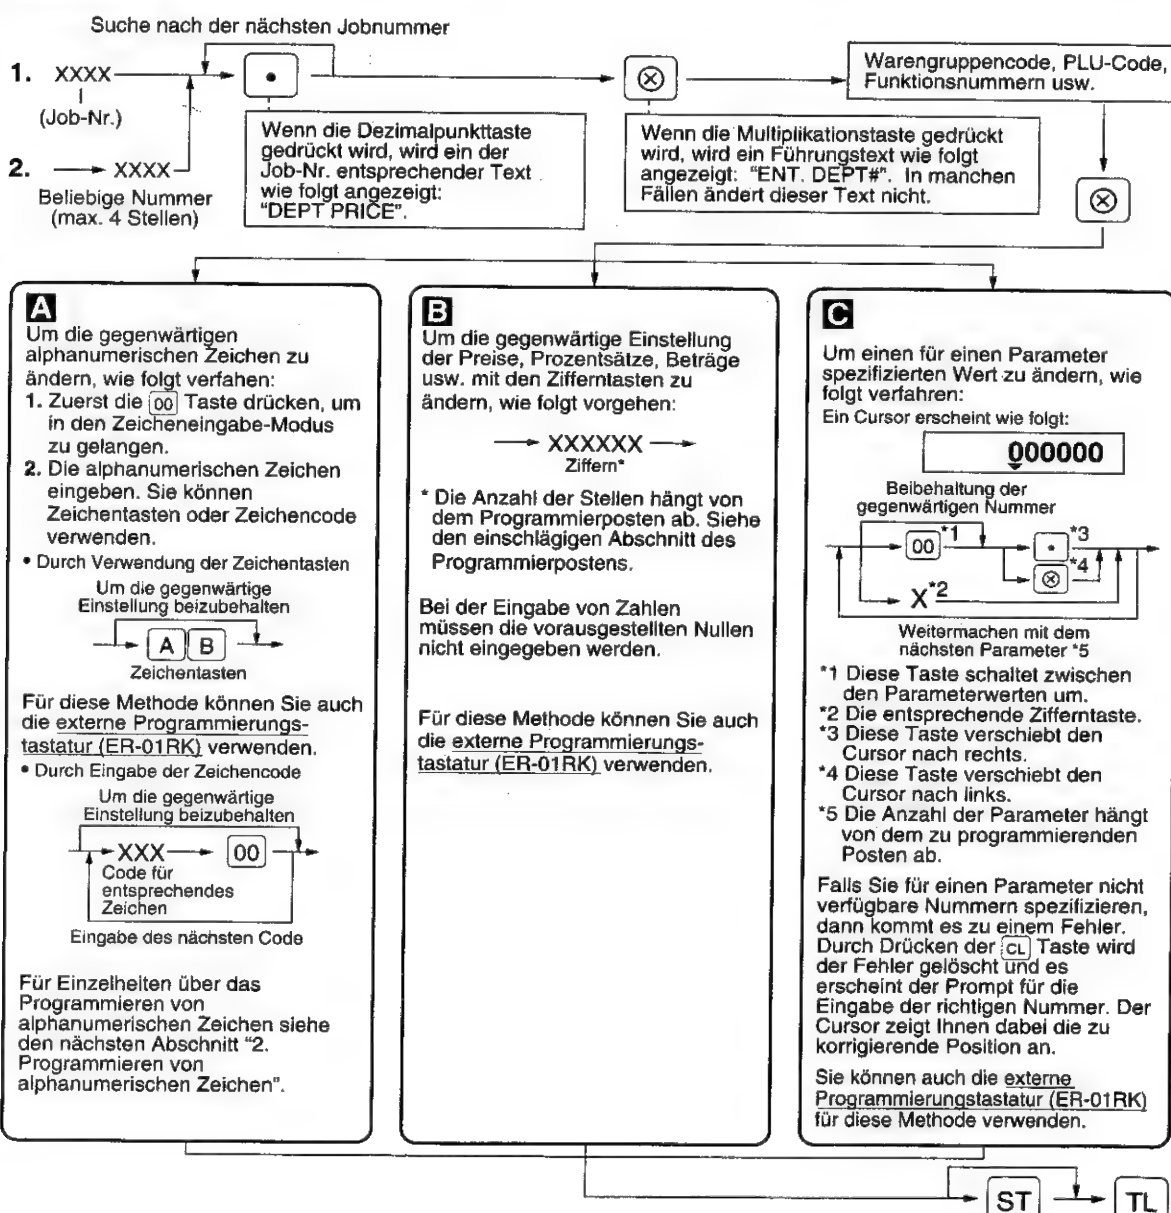 Suche nach der nächsten Jobnummer
1. XXXX
(Job-Nr.)
2. XXXX
Beliebige Nummer
(max. 4 Stellen)
•
Wenn die Dezimalpunkttaste
gedrückt wird, wird ein der
Job-Nr. entsprechender Text
wie folgt angezeigt:
“DEPT PRICE”.
⊗
Wenn die Multiplikationstaste gedrückt
wird, wird ein Führungstext wie folgt
angezeigt: “ENT. DEPT#”. In manchen
Fällen ändert dieser Text nicht.
Warengruppencode, PLU-Code,
Funktionsnummern usw.
⊗
A
Um die gegenwärtigen
alphanumerischen Zeichen zu
ändern, wie folgt verfahen:
1. Zuerst die 00 Taste drücken, um
in den Zeicheneingabe-Modus
zu gelangen.
2. Die alphanumerischen Zeichen
eingeben. Sie können
Zeichentasten oder Zeichencode
verwenden.
• Durch Verwendung der Zeichentasten
Um die gegenwärtige
Einstellung beizubehalten
A B
Zeichentasten
Für diese Methode können Sie auch
die externe Programmierungs-
tastatur (ER-01RK) verwenden.
• Durch Eingabe der Zeichencode
Um die gegenwärtige
Einstellung beizubehalten
XXX 00
Code für
entsprechendes
Zeichen
Eingabe des nächsten Code
Für Einzelheiten über das
Programmieren von
alphanumerischen Zeichen siehe
den nächsten Abschnitt “2.
Programmieren von
alphanumerischen Zeichen”.
B
Um die gegenwärtige Einstellung
der Preise, Prozentsätze, Beträge
usw. mit den Zifferntasten zu
ändern, wie folgt vorgehen:
XXXXXX
Ziffern*
* Die Anzahl der Stellen hängt von
dem Programmierposten ab. Siehe
den einschlägigen Abschnitt des
Programmierpostens.
Bei der Eingabe von Zahlen
müssen die vorausgestellten Nullen
nicht eingegeben werden.
Für diese Methode können Sie auch
die externe Programmierungs-
tastatur (ER-01RK) verwenden.
C
Um einen für einen Parameter
spezifizierten Wert zu ändern, wie
folgt verfahren:
Ein Cursor erscheint wie folgt:
000000
Beibehaltung der
gegenwärtigen Nummer
00 *1 • *3
⊗ *4
X*2
Weitermachen mit dem
nächsten Parameter *5
*1 Diese Taste schaltet zwischen
den Parameterwerten um.
*2 Die entsprechende Zifferntaste.
*3 Diese Taste verschiebt den
Cursor nach rechts.
*4 Diese Taste verschiebt den
Cursor nach links.
*5 Die Anzahl der Parameter hängt
von dem zu programmierenden
Posten ab.
Falls Sie für einen Parameter nicht
verfügbare Nummern spezifizieren,
dann kommt es zu einem Fehler.
Durch Drücken der CL Taste wird
der Fehler gelöscht und es
erscheint der Prompt für die
Eingabe der richtigen Nummer. Der
Cursor zeigt Ihnen dabei die zu
korrigierende Position an.
Sie können auch die externe
Programmierungstastatur (ER-01RK)
für diese Methode verwenden.
ST TL